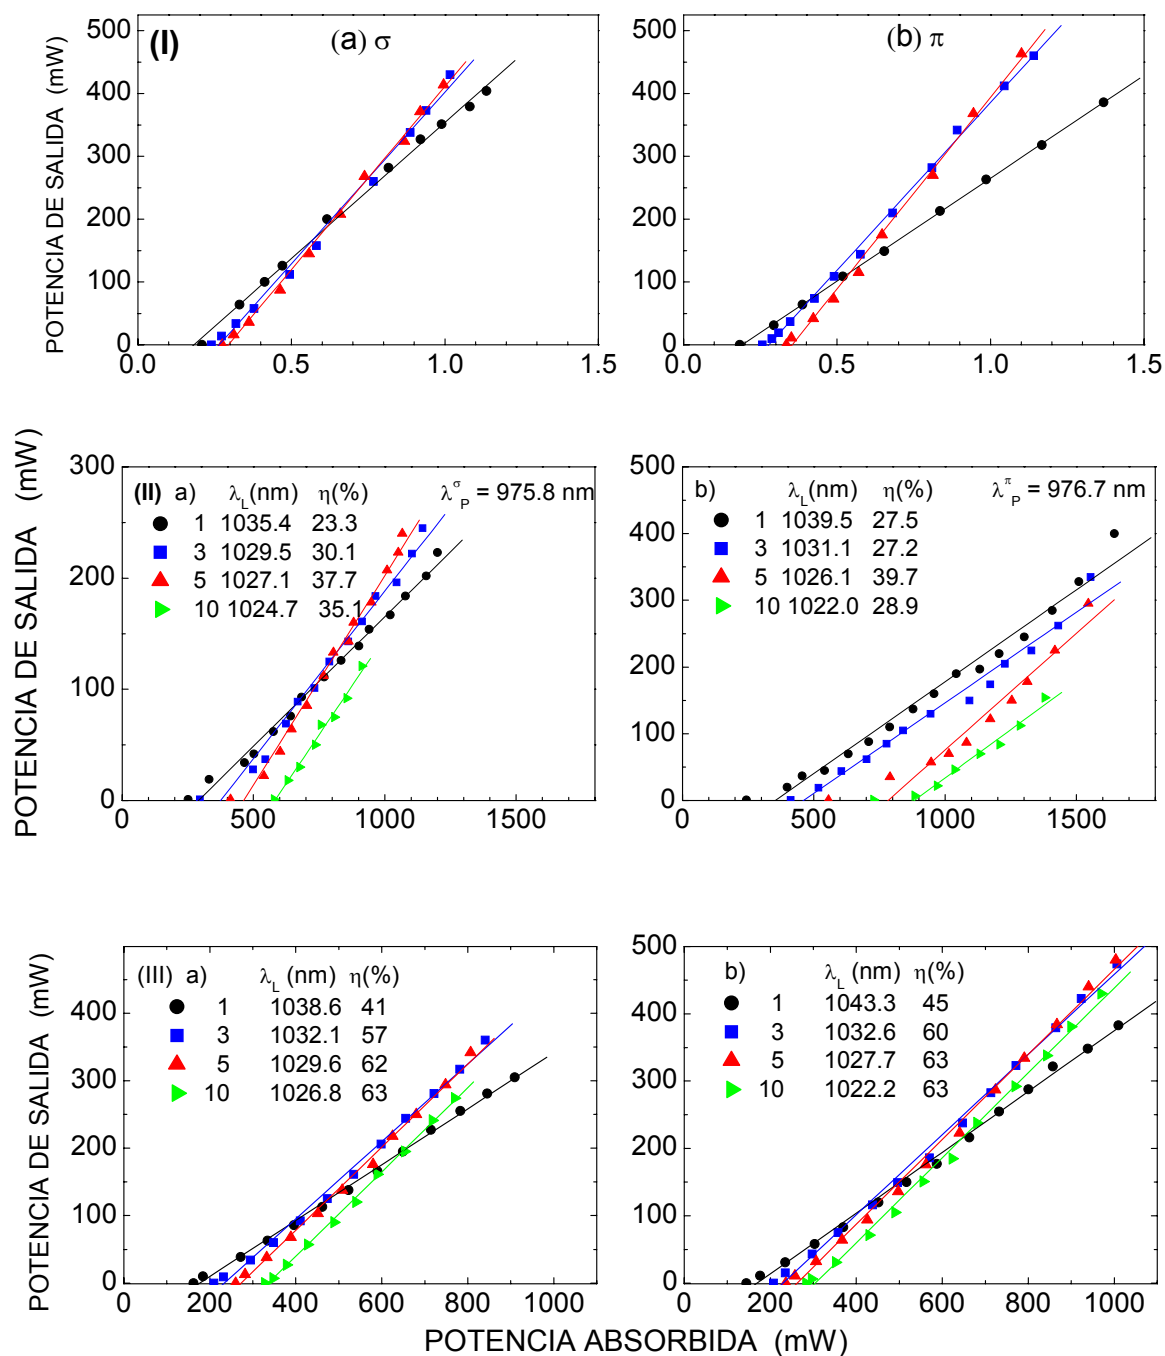 (I) (a) σ
(b) π
500
400
300
200
100
0
0.0 0.5 1.0 1.5
POTENCIA DE SALIDA (mW)
500
400
300
200
100
0
0.0 0.5 1.0 1.5
POTENCIA DE SALIDA (mW)
300
200
100
0
0 500 1000 1500
(II) a) λL(nm) η(%) λσP = 975.8 nm
1 1035.4 23.3
3 1029.5 30.1
5 1027.1 37.7
10 1024.7 35.1
500
400
300
200
100
0
0 500 1000 1500
b) λL(nm) η(%) λπP = 976.7 nm
1 1039.5 27.5
3 1031.1 27.2
5 1026.1 39.7
10 1022.0 28.9
POTENCIA DE SALIDA (mW)
400
300
200
100
0
0 200 400 600 800 1000
(III) a) λL (nm) η(%)
1 1038.6 41
3 1032.1 57
5 1029.6 62
10 1026.8 63
500
400
300
200
100
0
0 200 400 600 800 1000
b) λL (nm) η(%)
1 1043.3 45
3 1032.6 60
5 1027.7 63
10 1022.2 63
POTENCIA ABSORBIDA (mW)